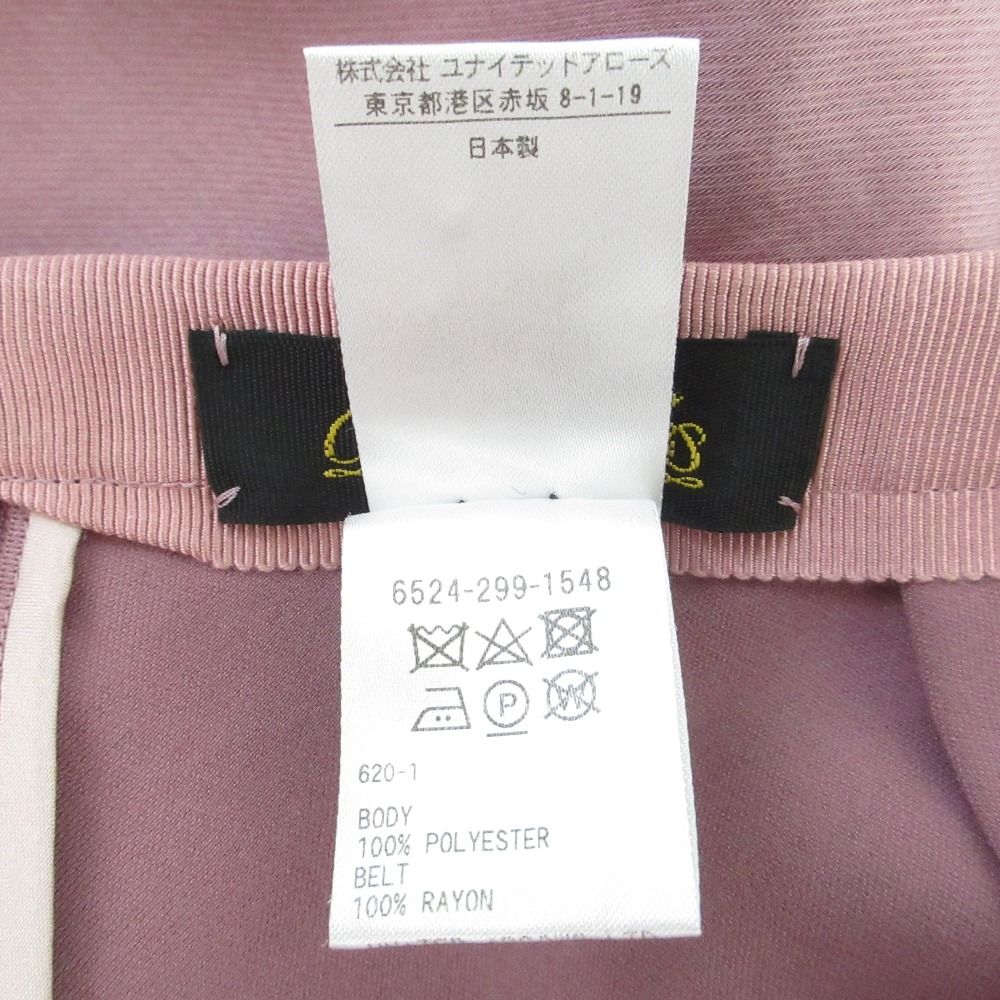 株式会社 ユナイテッドアローズ
東京都港区赤坂 8-1-19
日本製
6524-299-1548
P
W
620-1
BODY
100% POLYESTER
BELT
100% RAYON